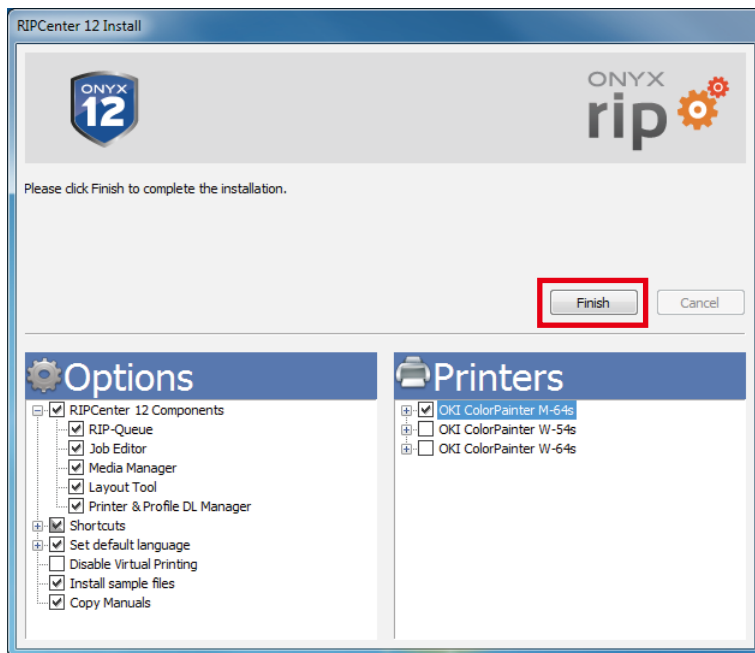 RIPCenter 12 Install
ONYX
12
ONYX
rip
Please click Finish to complete the installation.
Finish
Cancel
Options
RIPCenter 12 Components
RIP-Queue
Job Editor
Media Manager
Layout Tool
Printer & Profile DL Manager
Shortcuts
Set default language
Disable Virtual Printing
Install sample files
Copy Manuals
Printers
OKI ColorPainter M-64s
OKI ColorPainter W-54s
OKI ColorPainter W-64s